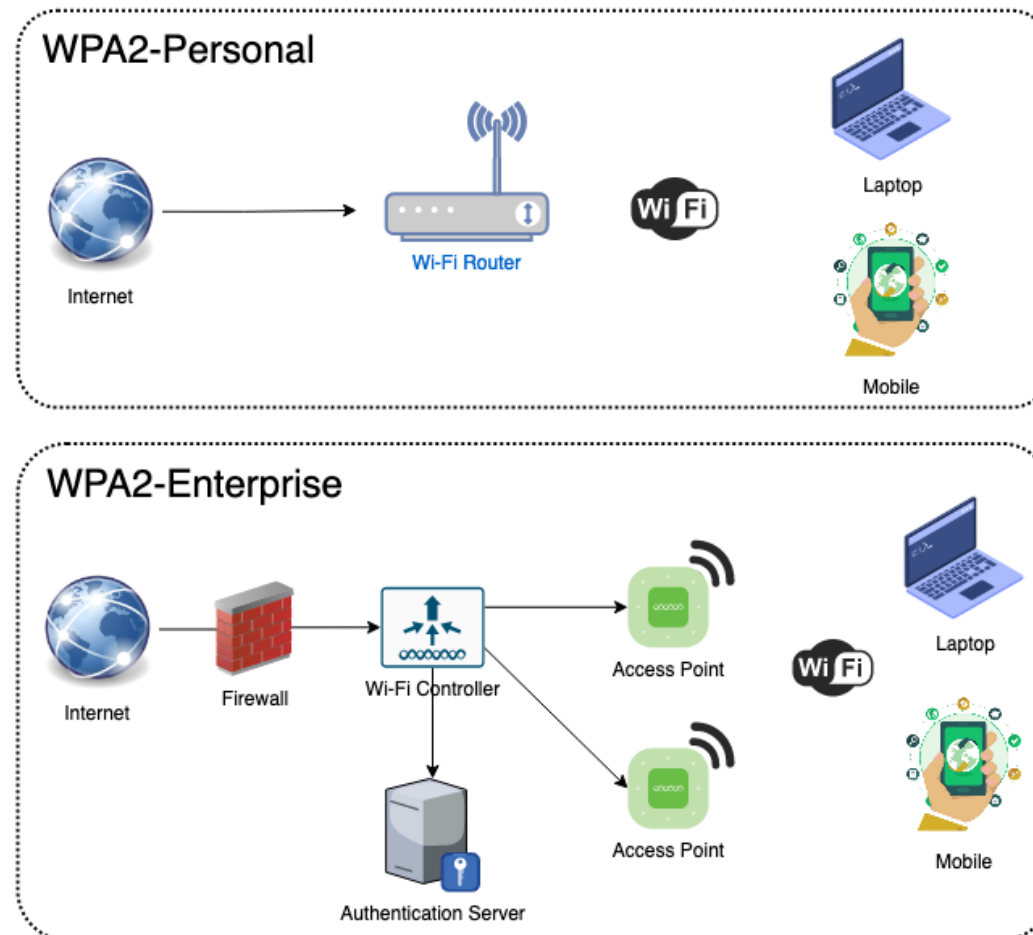 WPA2-Personal
Laptop
Wi Fi
Wi-Fi Router
Internet
Mobile
WPA2-Enterprise
Laptop
Access Point
Wi Fi
Wi-Fi Controller
Firewall
Internet
Access Point
Mobile
Authentication Server